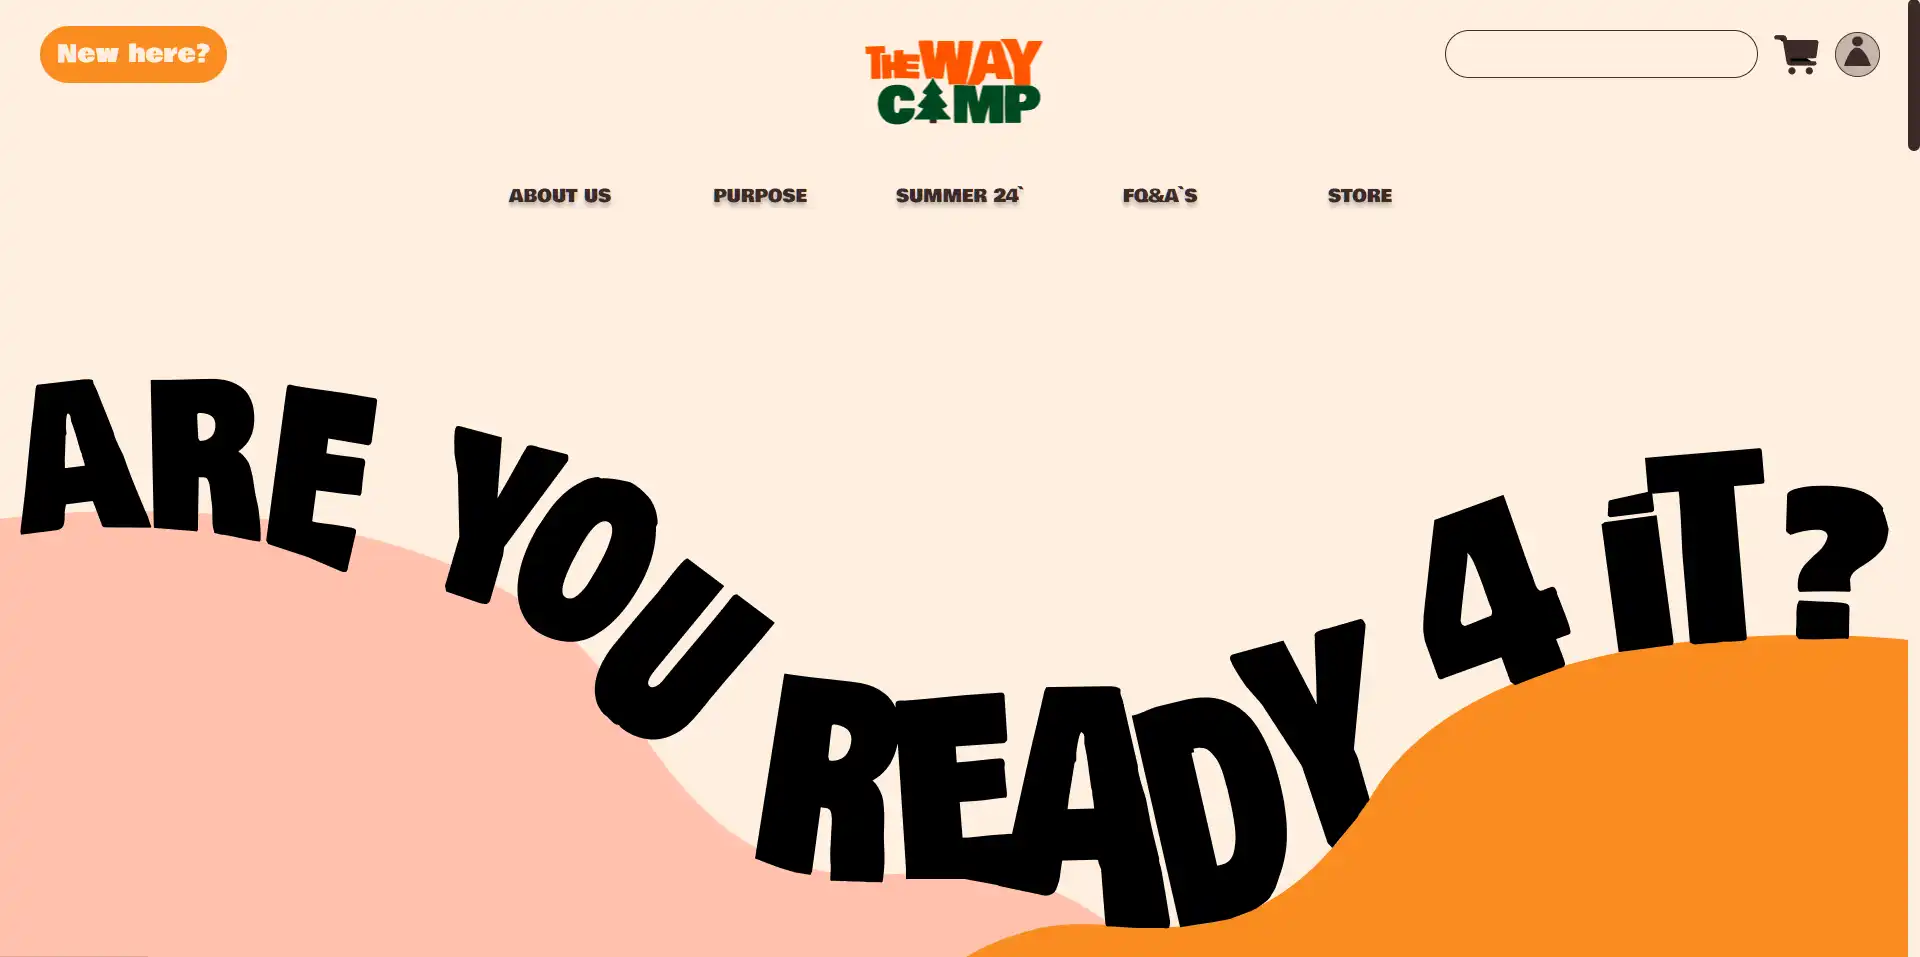 New here?
THE WAY
CAMP
ABOUT US
PURPOSE
SUMMER 24`
FQ&A`S
STORE
ARE YOU READY 4 iT?